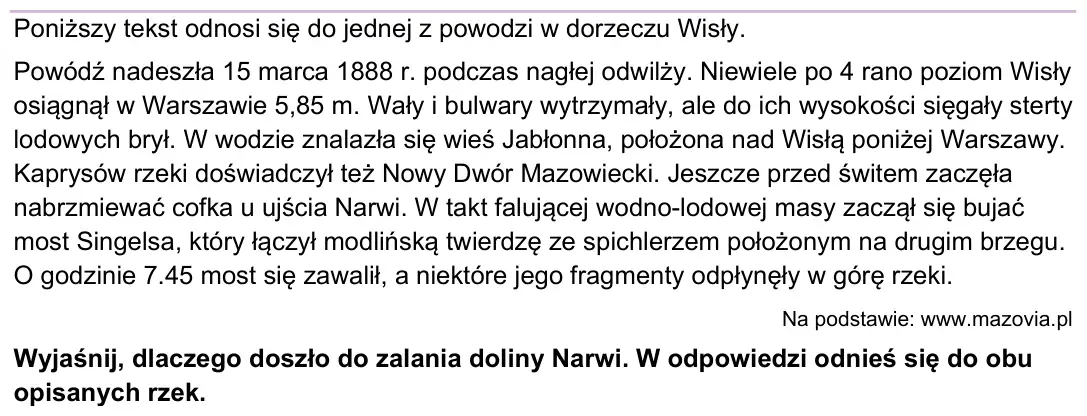 Poniższy tekst odnosi się do jednej z powodzi w dorzeczu Wisły.
Powódź nadeszła 15 marca 1888 r. podczas nagłej odwilży. Niewiele po 4 rano poziom Wisły
osiągnął w Warszawie 5,85 m. Wały i bulwary wytrzymały, ale do ich wysokości sięgały sterty
lodowych brył. W wodzie znalazła się wieś Jabłonna, położona nad Wisłą poniżej Warszawy.
Kaprysów rzeki doświadczył też Nowy Dwór Mazowiecki. Jeszcze przed świtem zaczęła
nabrzmiewać cofka u ujścia Narwi. W takt falującej wodno-lodowej masy zaczął się bujać
most Singelsa, który łączył modlińską twierdzę ze spichlerzem położonym na drugim brzegu.
O godzinie 7.45 most się zawalił, a niektóre jego fragmenty odpłynęły w górę rzeki.
Na podstawie: www.mazovia.pl
Wyjaśnij, dlaczego doszło do zalania doliny Narwi. W odpowiedzi odnieś się do obu
opisanych rzek.